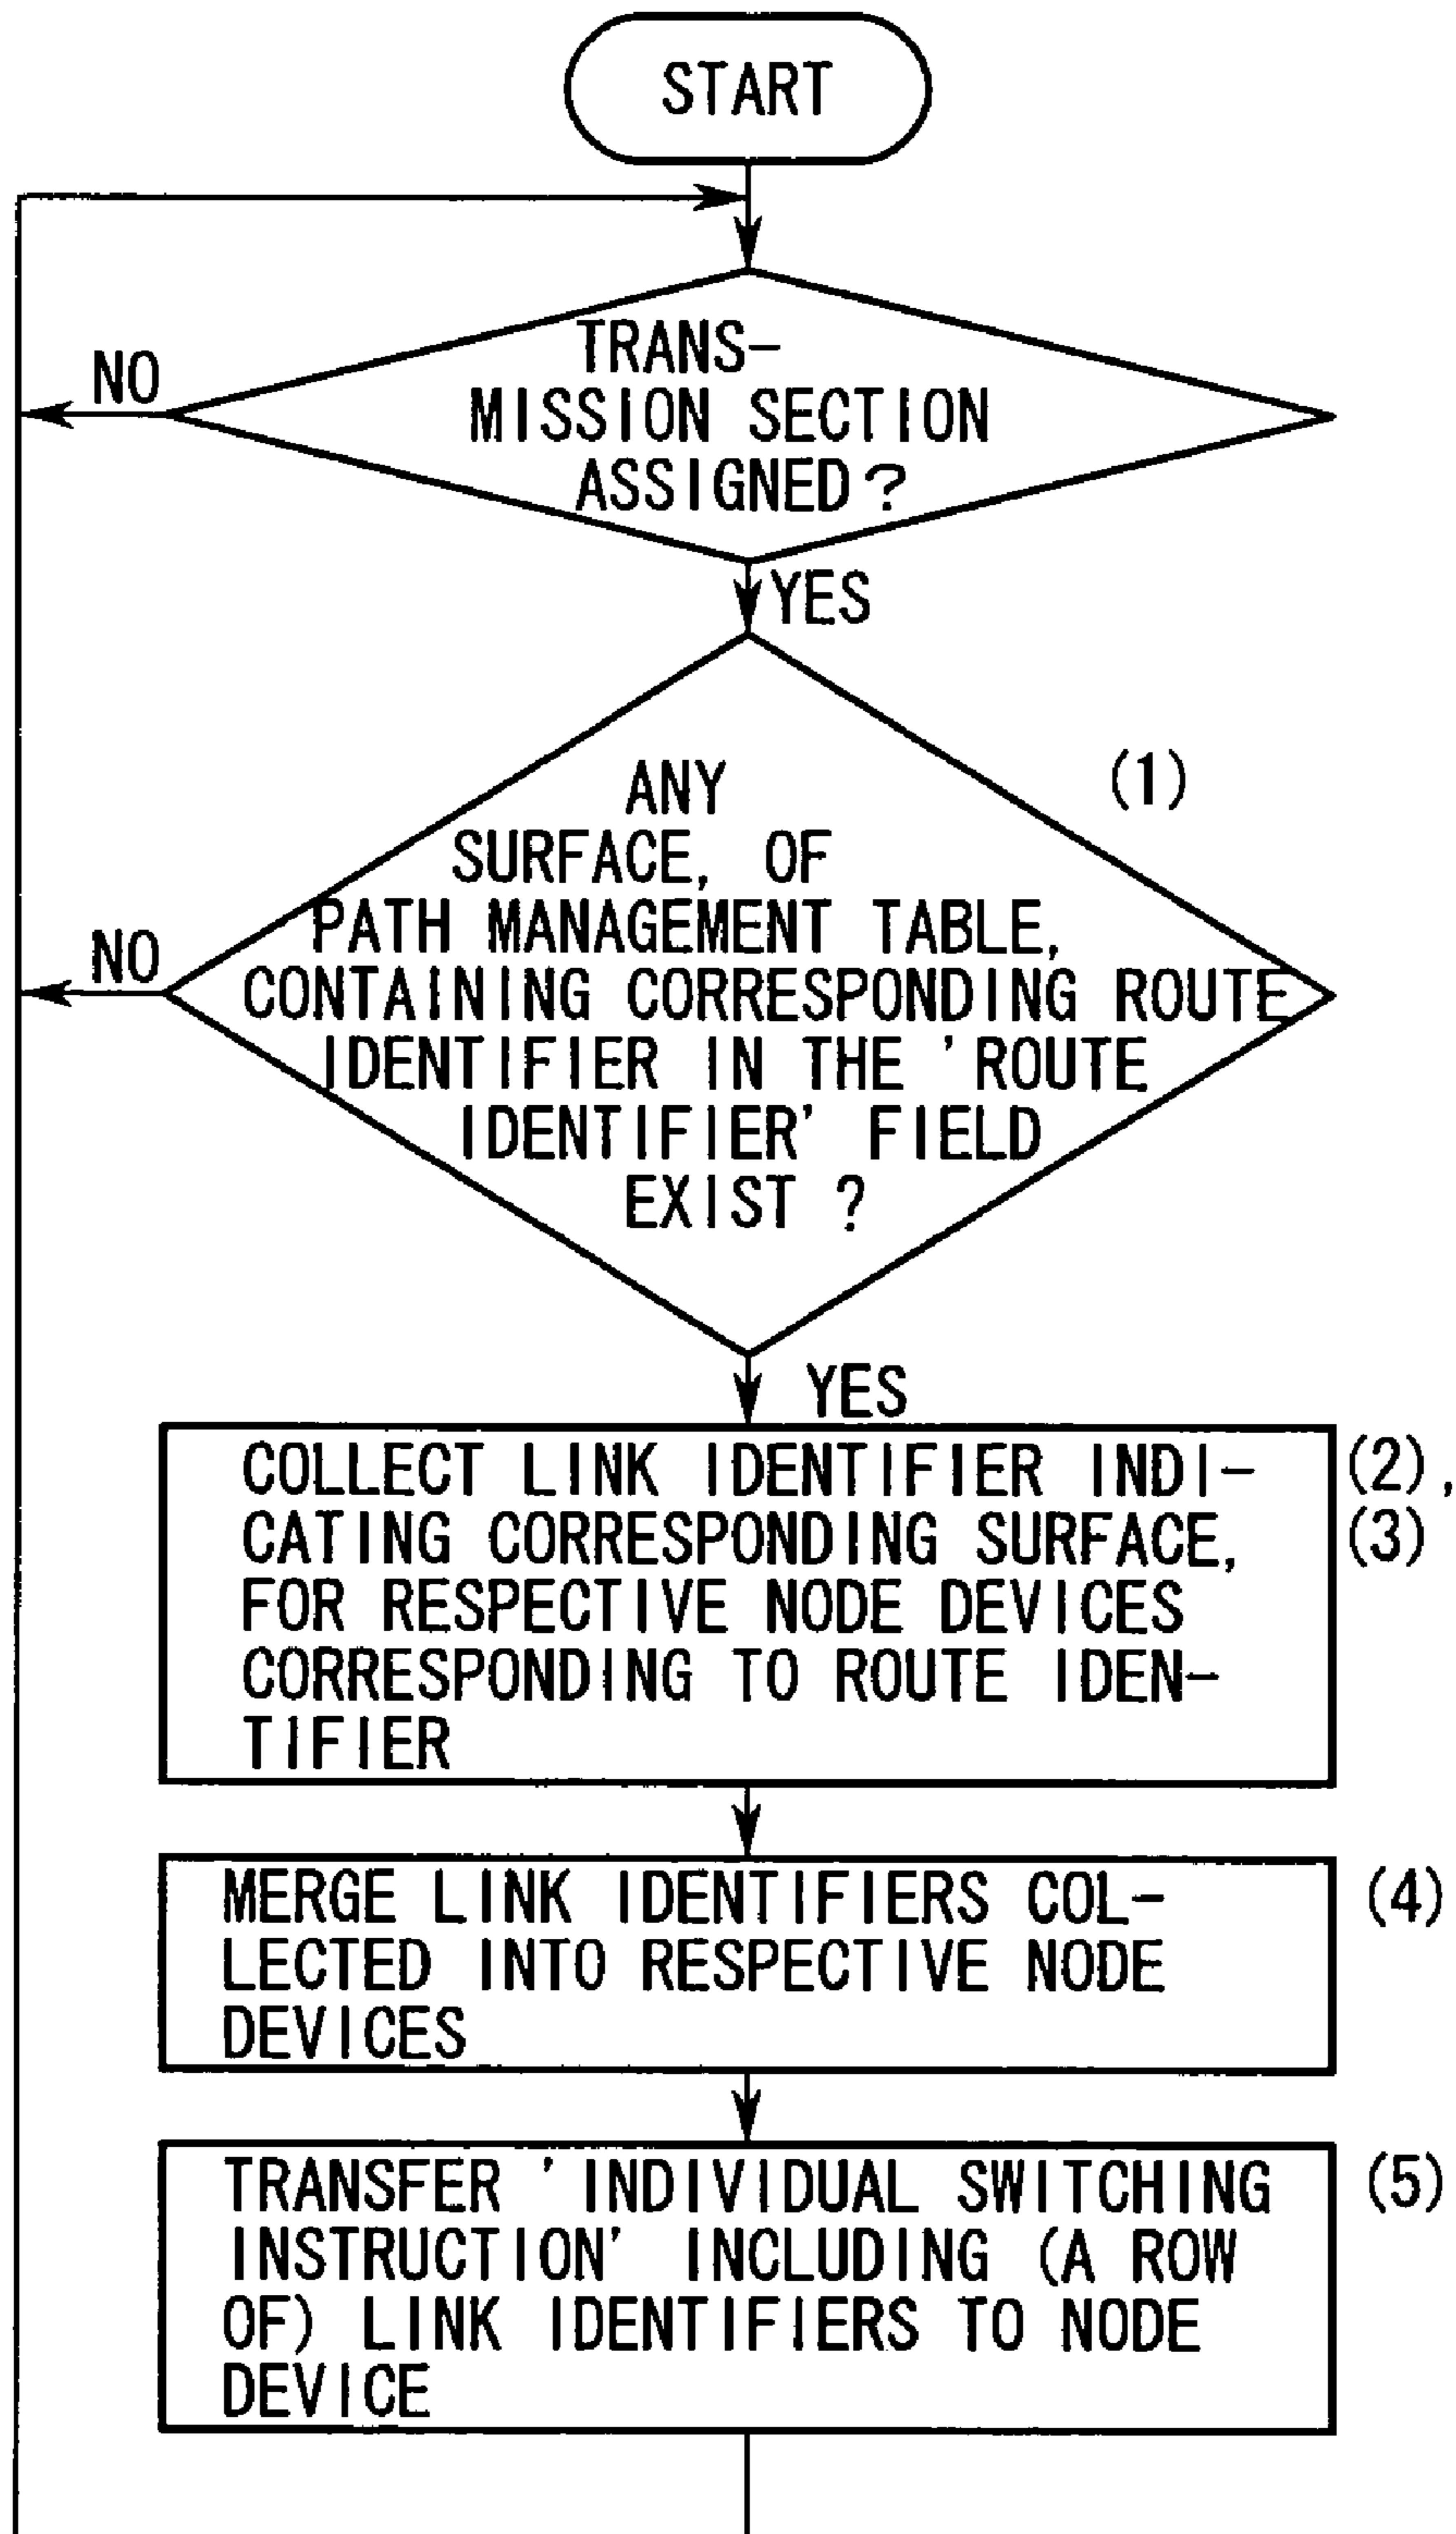 START
TRANS-
NO
MISSION SECTION
ASSIGNED?
YES
(1)
ANY
SURFACE, OF
PATH MANAGEMENT TABLE,
NO
CONTAINING CORRESPONDING ROUTE
IDENTIFIER IN THE 'ROUTE
IDENTIFIER' FIELD
EXIST ?
YES
COLLECT LINK IDENTIFIER INDI-
(2),
CATING CORRESPONDING SURFACE,
(3)
FOR RESPECTIVE NODE DEVICES
CORRESPONDING TO ROUTE IDEN-
TIFIER
MERGE LINK IDENTIFIERS COL-
(4)
LECTED INTO RESPECTIVE NODE
DEVICES
TRANSFER 'INDIVIDUAL SWITCHING
(5)
INSTRUCTION' INCLUDING (A ROW
OF) LINK IDENTIFIERS TO NODE
DEVICE